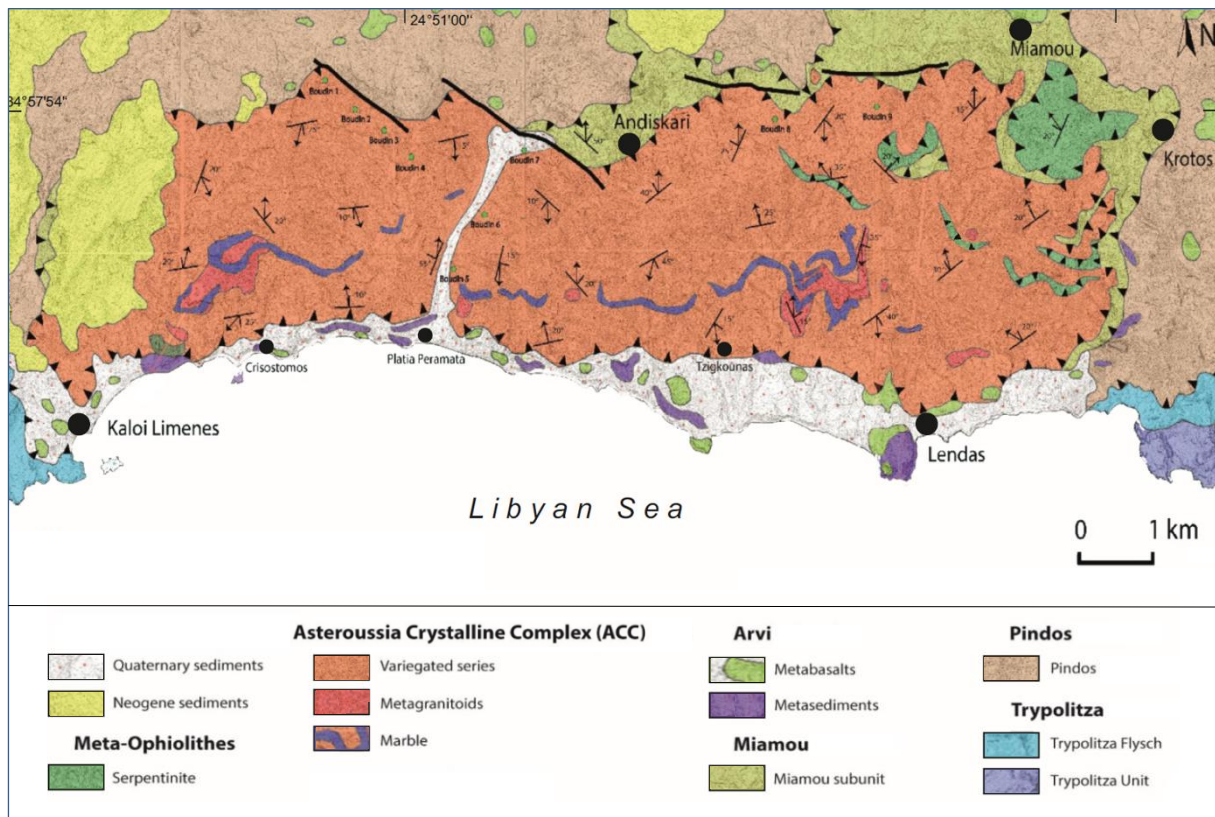 24°51'00"
N
Miamou
34°57'54"
Boudin 1
Boudin 2
Boudin 3
Boudin 4
Boudin 7
Boudin 8
Boudin 9
Andiskari
Krotos
Boudin 6
Boudin 5
Crisostomos
Platia Peramata
Tzigkoúnas
Kaloi Limenes
Lendas
Libyan Sea
0 1 km
Asteroussia Crystalline Complex (ACC)
Arvi
Pindos
Quaternary sediments
Variegated series
Metabasalts
Pindos
Neogene sediments
Metagranitoids
Metasediments
Trypolitza
Meta-Ophiolithes
Marble
Miamou
Trypolitza Flysch
Serpentinite
Miamou subunit
Trypolitza Unit